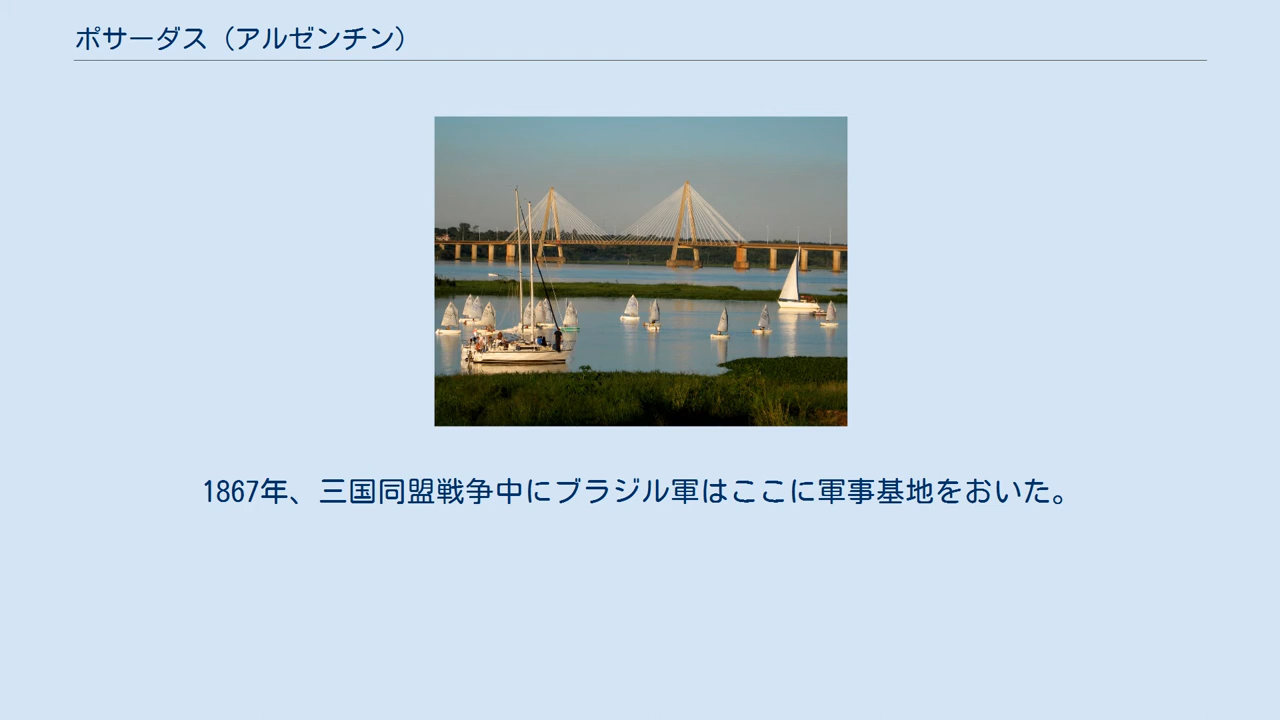 ポサーダス（アルゼンチン）
1867年、三国同盟戦争中にブラジル軍はここに軍事基地をおいた。